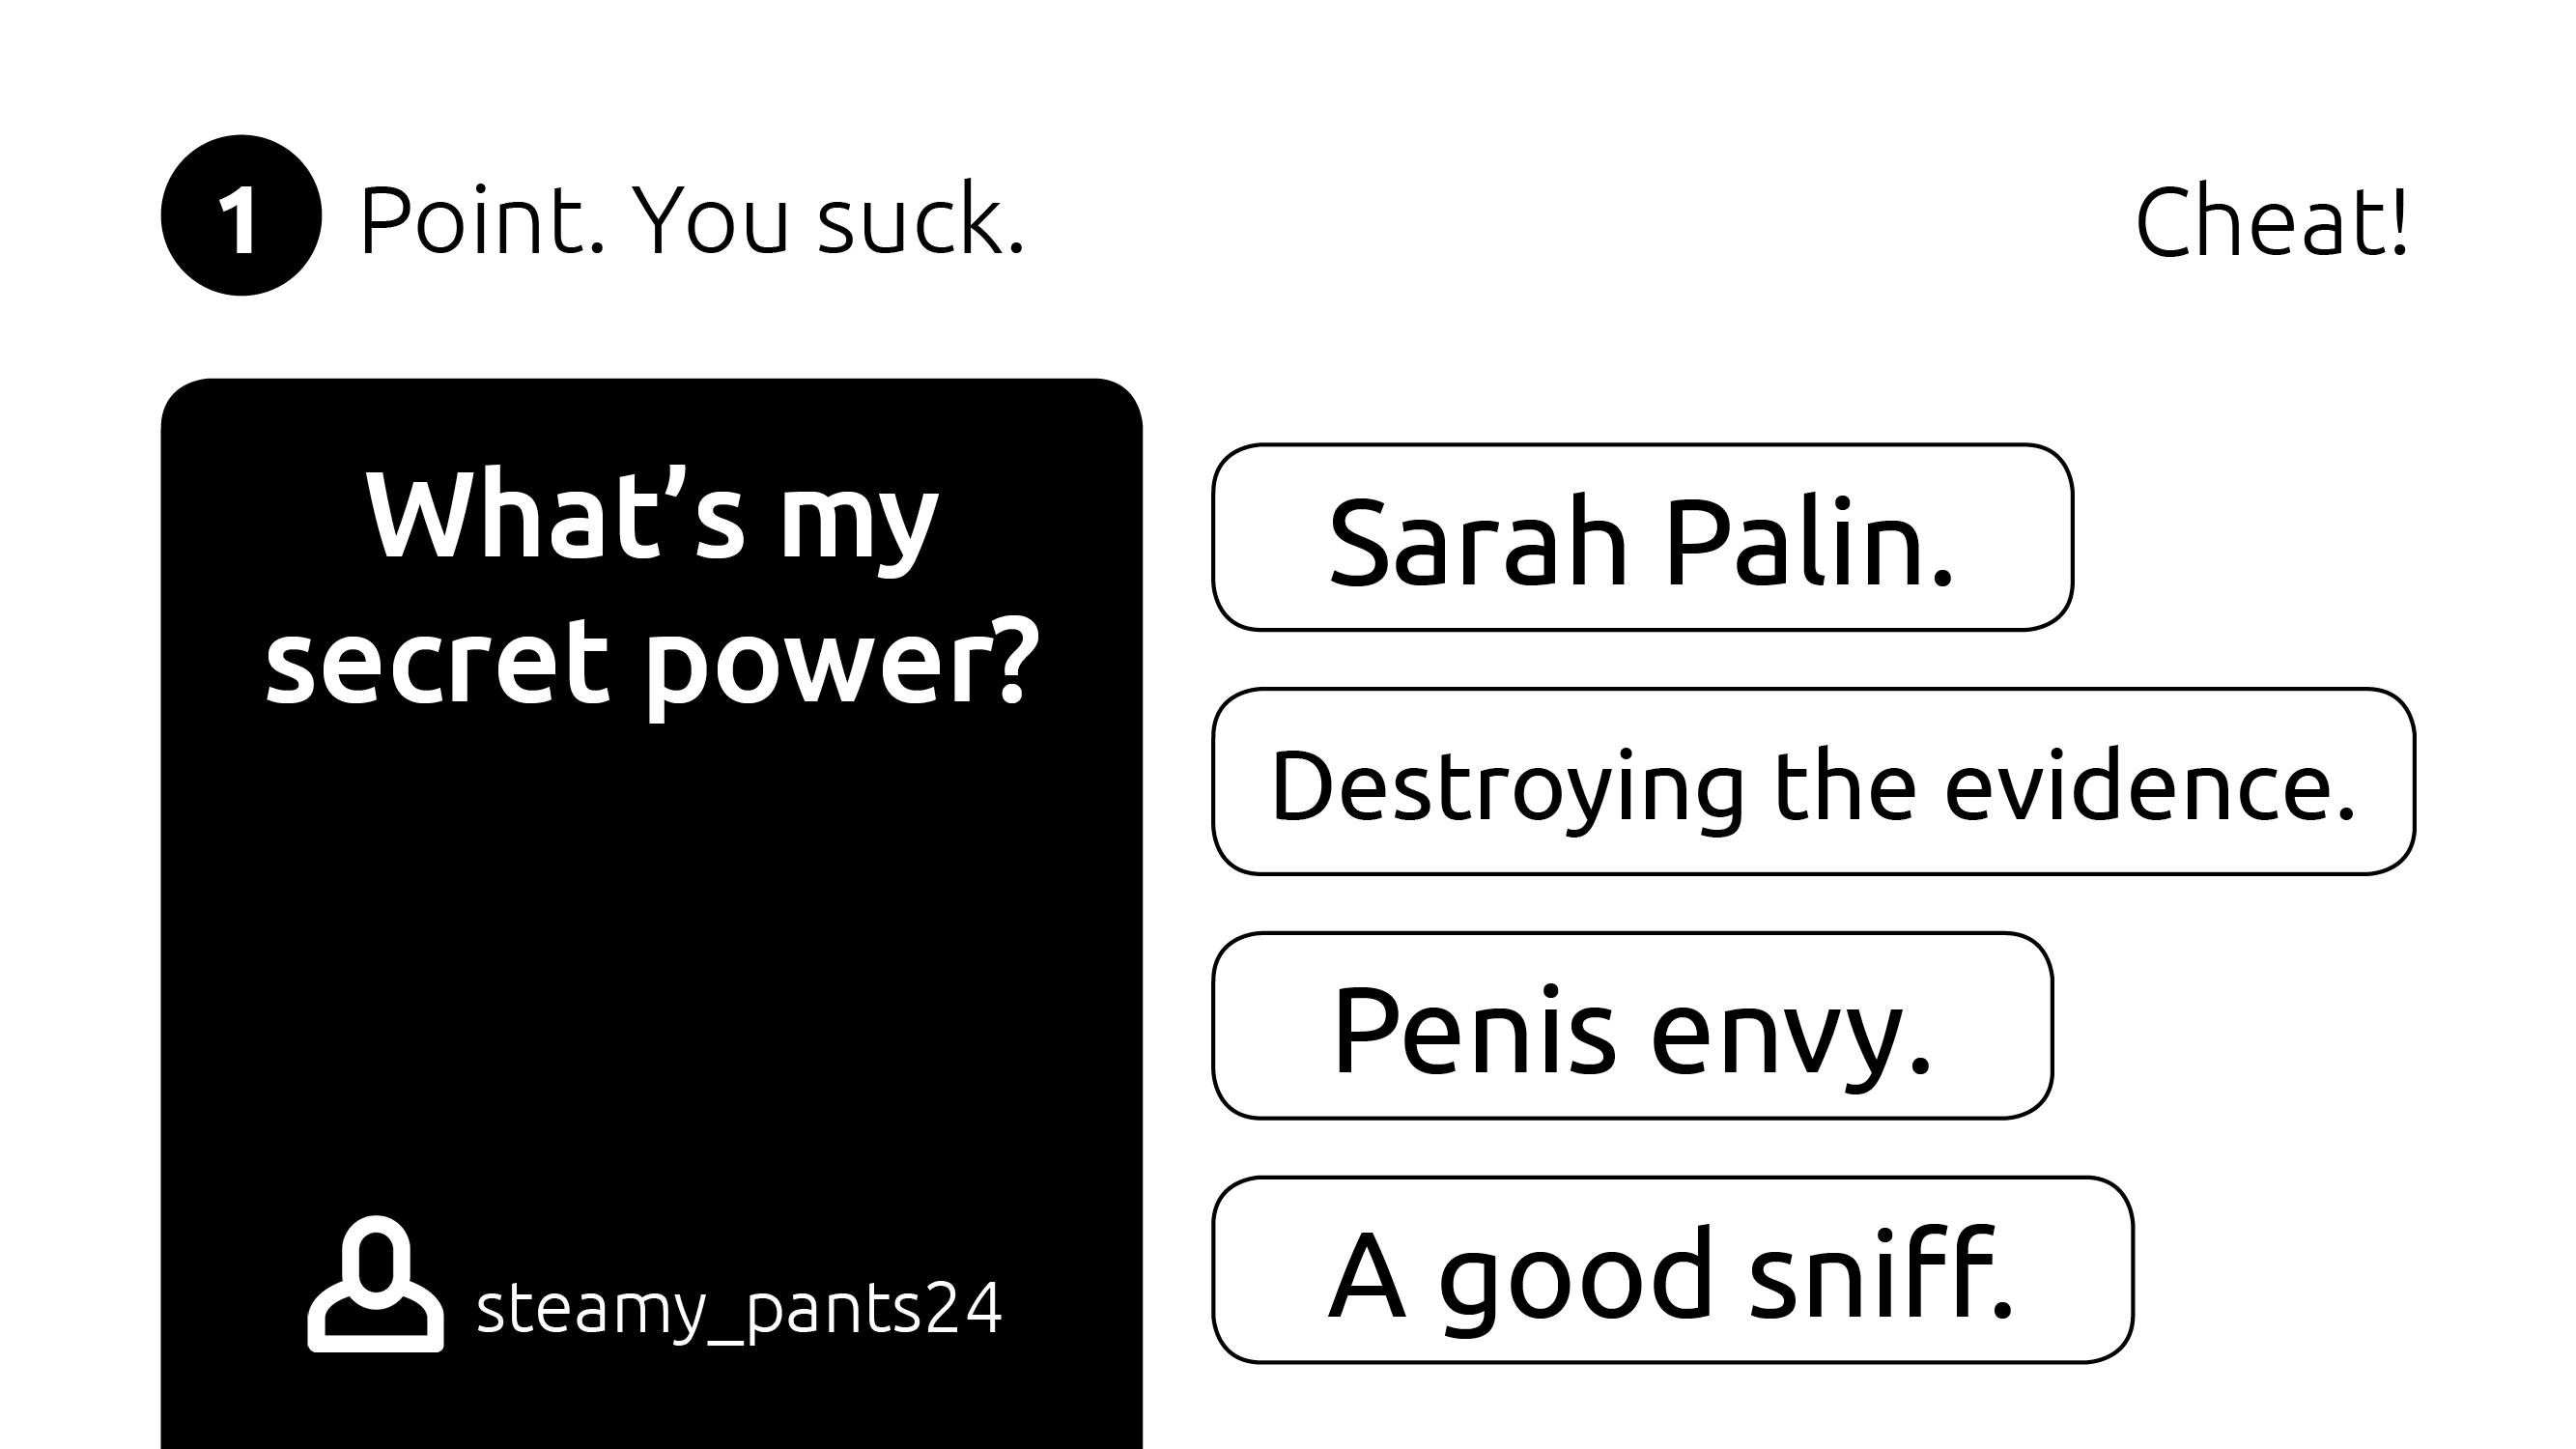 1 Point. You suck.
Cheat!
What’s my
secret power?
steamy_pants24
Sarah Palin.
Destroying the evidence.
Penis envy.
A good sniff.